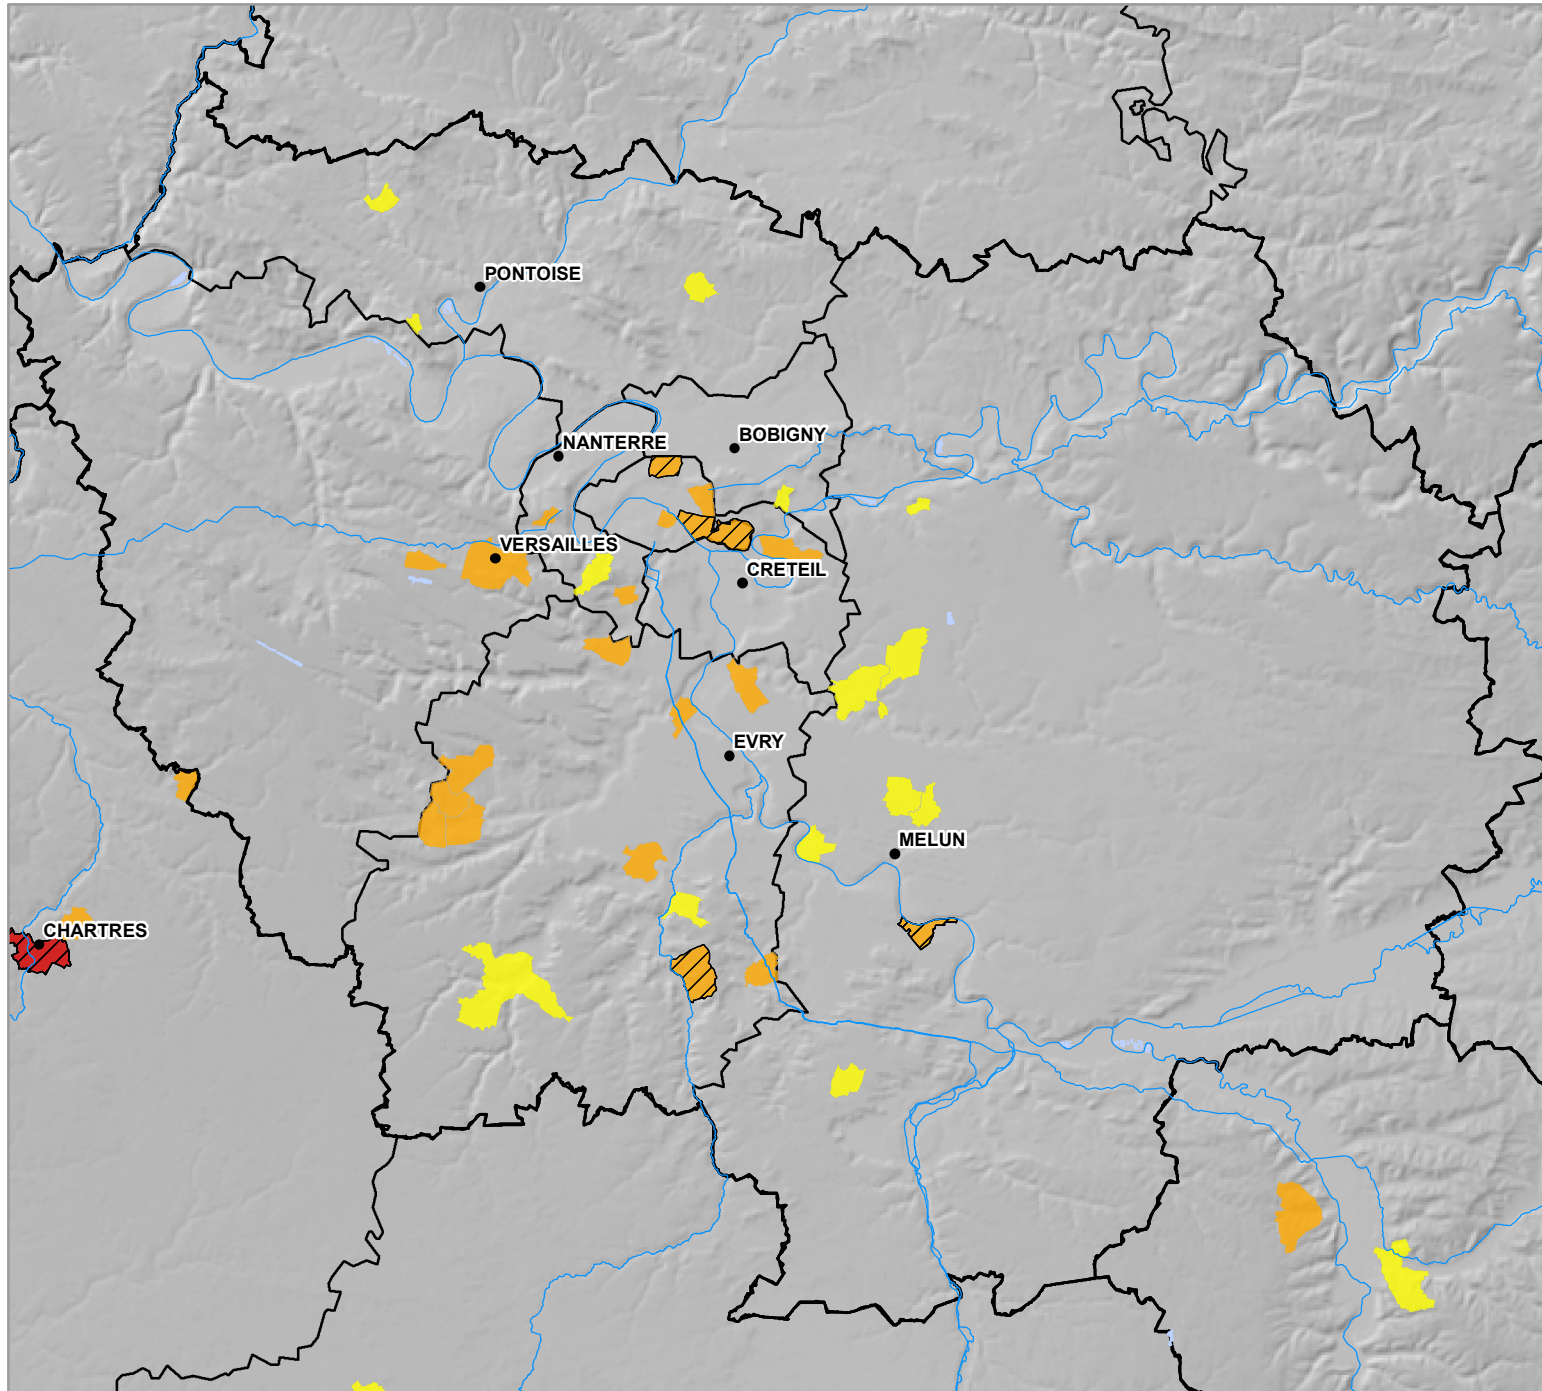 PONTOISE
BOBIGNY
NANTERRE
VERSAILLES
CRETEIL
EVRY
MELUN
CHARTRES